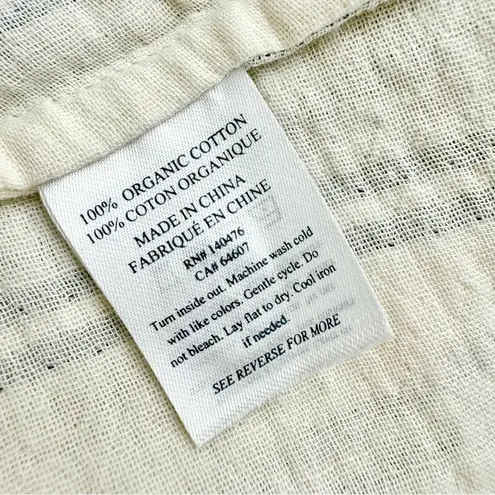 100% ORGANIC COTTON
100% COTON ORGANIQUE
MADE IN CHINA
FABRIQUÉ EN CHINE
RN# 140476
CA# 64607
Turn inside out. Machine wash cold
with like colors. Gentle cycle. Do
not bleach. Lay flat to dry. Cool iron
if needed.
SEE REVERSE FOR MORE